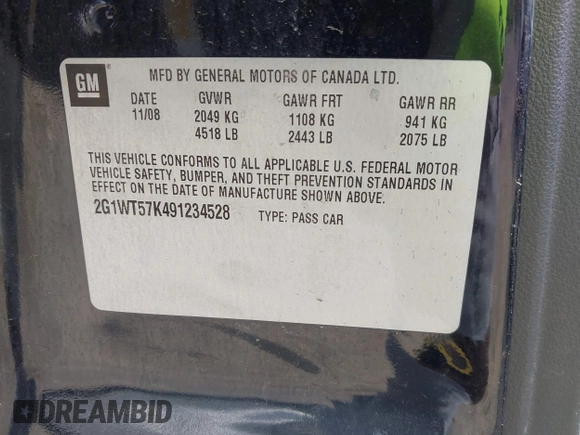 GM
MFD BY GENERAL MOTORS OF CANADA LTD.
DATE GVWR GAWR FRT GAWR RR
11/08 2049 KG 1108 KG 941 KG
4518 LB 2443 LB 2075 LB
THIS VEHICLE CONFORMS TO ALL APPLICABLE U.S. FEDERAL MOTOR
VEHICLE SAFETY, BUMPER, AND THEFT PREVENTION STANDARDS IN
EFFECT ON THE DATE OF MANUFACTURE SHOWN ABOVE.
2G1WT57K491234528 TYPE: PASS CAR
DREAMBID